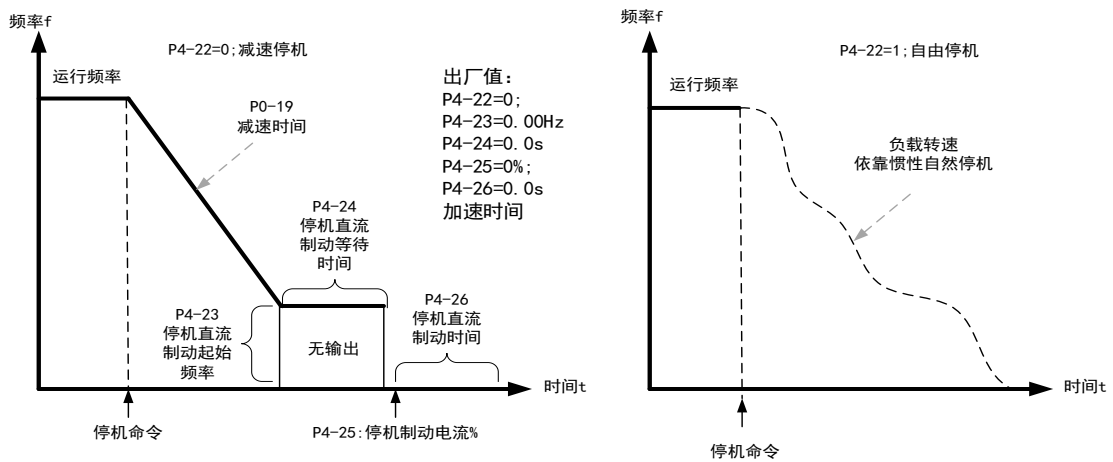 频率f
P4-22=0;减速停机
运行频率
P0-19
减速时间
出厂值:
P4-22=0;
P4-23=0.00Hz
P4-24=0.0s
P4-25=0%;
P4-26=0.0s
加速时间
P4-24
停机直流
制动等待
时间
P4-23
停机直流
制动起始
频率
无输出
P4-26
停机直流
制动时间
时间t
停机命令
P4-25:停机制动电流%
频率f
P4-22=1;自由停机
运行频率
负载转速
依靠惯性自然停机
时间t
停机命令